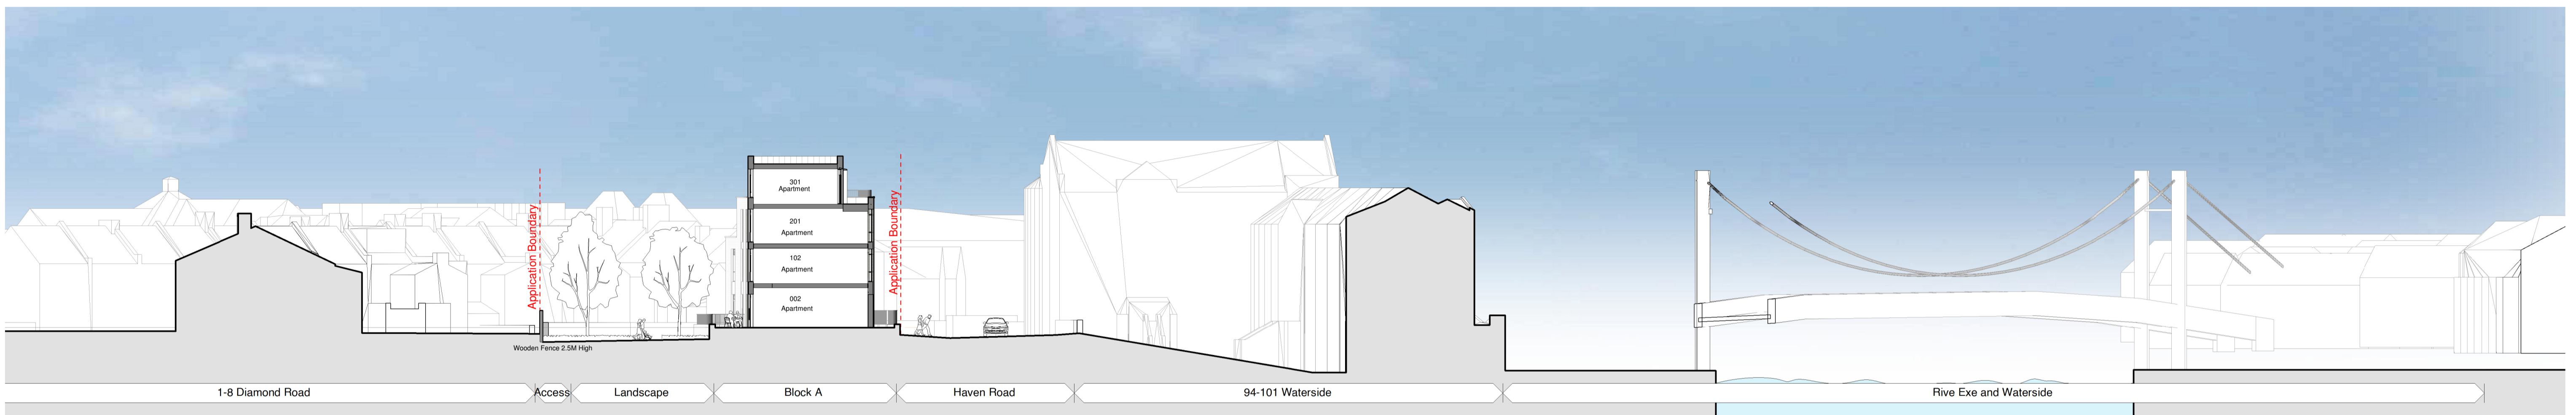 Application Boundary
301
Apartment
201
Apartment
102
Apartment
002
Apartment
Application Boundary
Wooden Fence 2.5M High
1-8 Diamond Road
Access
Landscape
Block A
Haven Road
94-101 Waterside
Rive Exe and Waterside